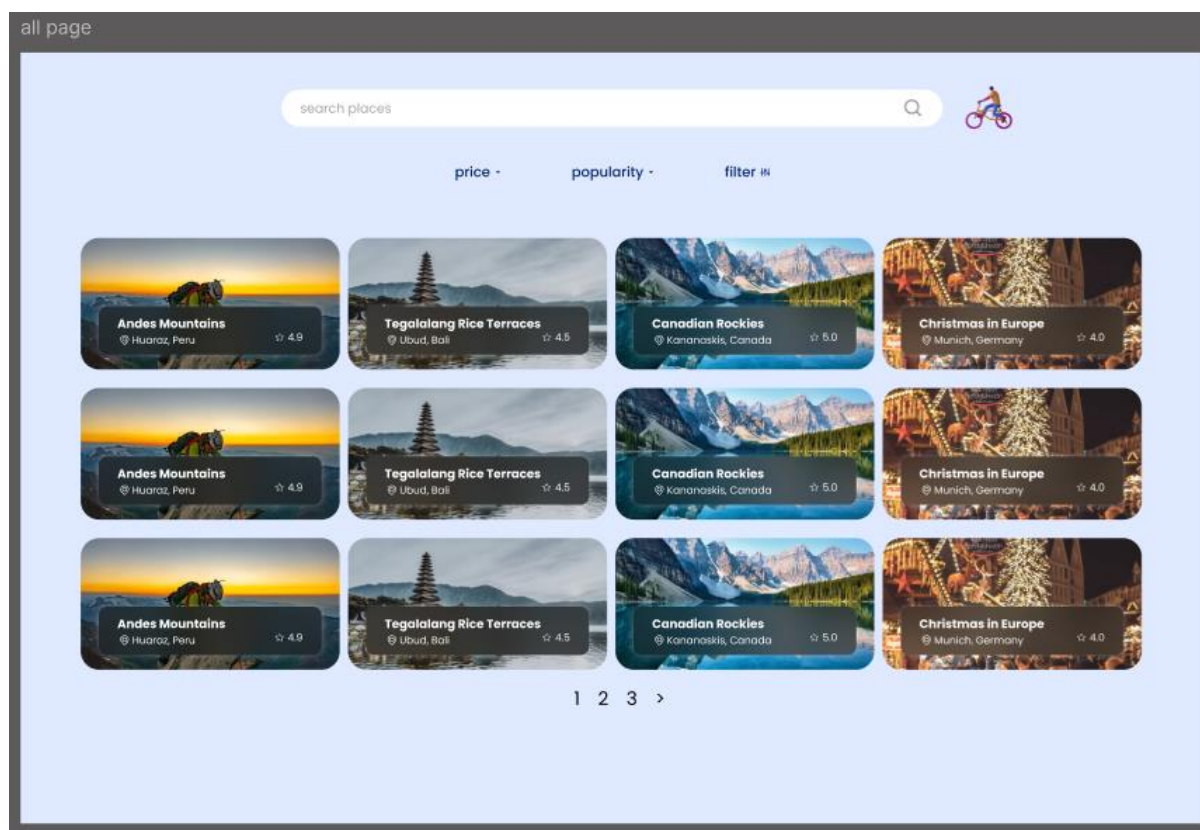 all page
search places
price popularity filter
Andes Mountains
Huaraz, Peru 4.9
Tegalalang Rice Terraces
Ubud, Bali 4.5
Canadian Rockies
Kananaskis, Canada 5.0
Christmas in Europe
Munich, Germany 4.0
Andes Mountains
Huaraz, Peru 4.9
Tegalalang Rice Terraces
Ubud, Bali 4.5
Canadian Rockies
Kananaskis, Canada 5.0
Christmas in Europe
Munich, Germany 4.0
Andes Mountains
Huaraz, Peru 4.9
Tegalalang Rice Terraces
Ubud, Bali 4.5
Canadian Rockies
Kananaskis, Canada 5.0
Christmas in Europe
Munich, Germany 4.0
1 2 3 >